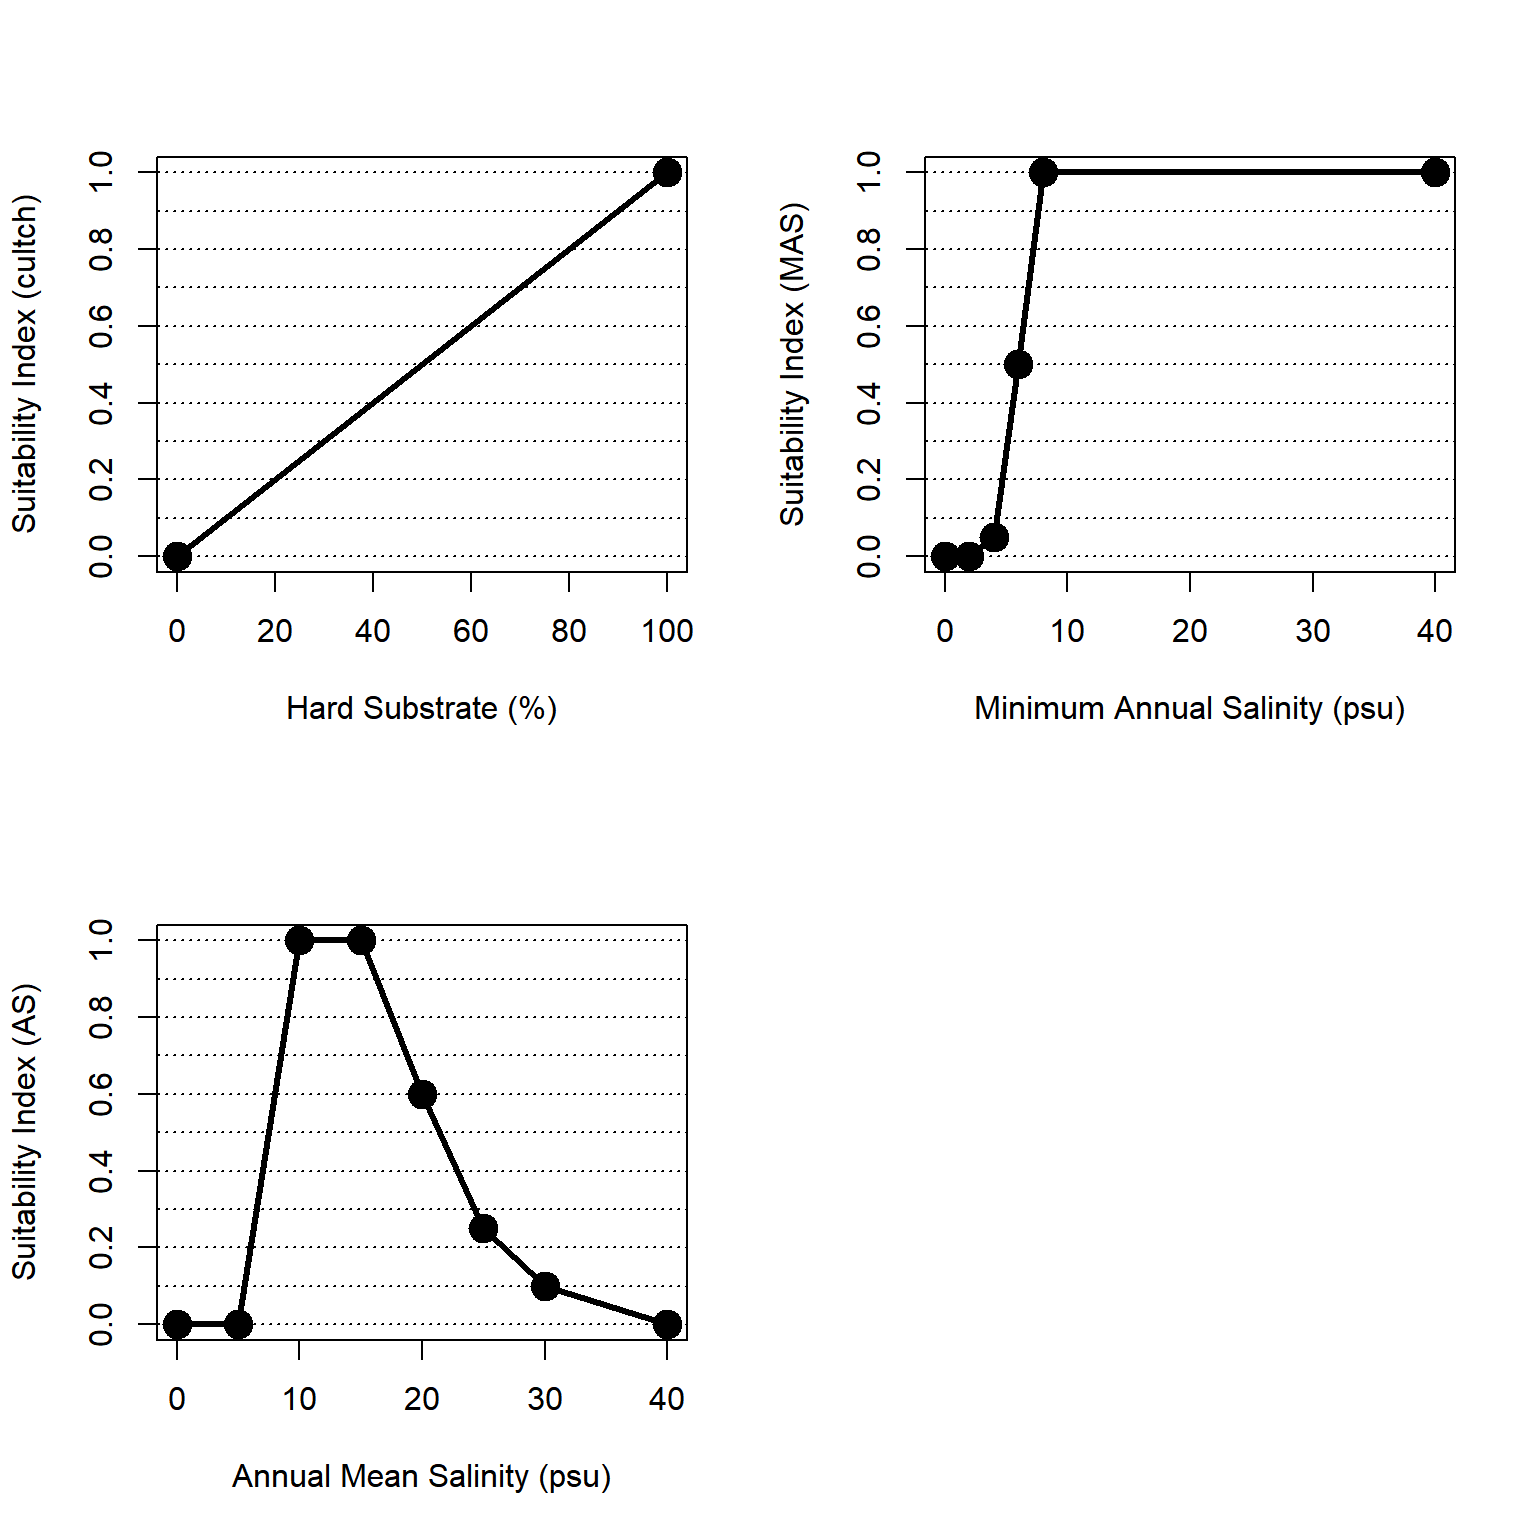 Suitability Index (cultch)
0.0 0.2 0.4 0.6 0.8 1.0
0 20 40 60 80 100
Hard Substrate (%)
Suitability Index (MAS)
0.0 0.2 0.4 0.6 0.8 1.0
0 10 20 30 40
Minimum Annual Salinity (psu)
Suitability Index (AS)
0.0 0.2 0.4 0.6 0.8 1.0
0 10 20 30 40
Annual Mean Salinity (psu)